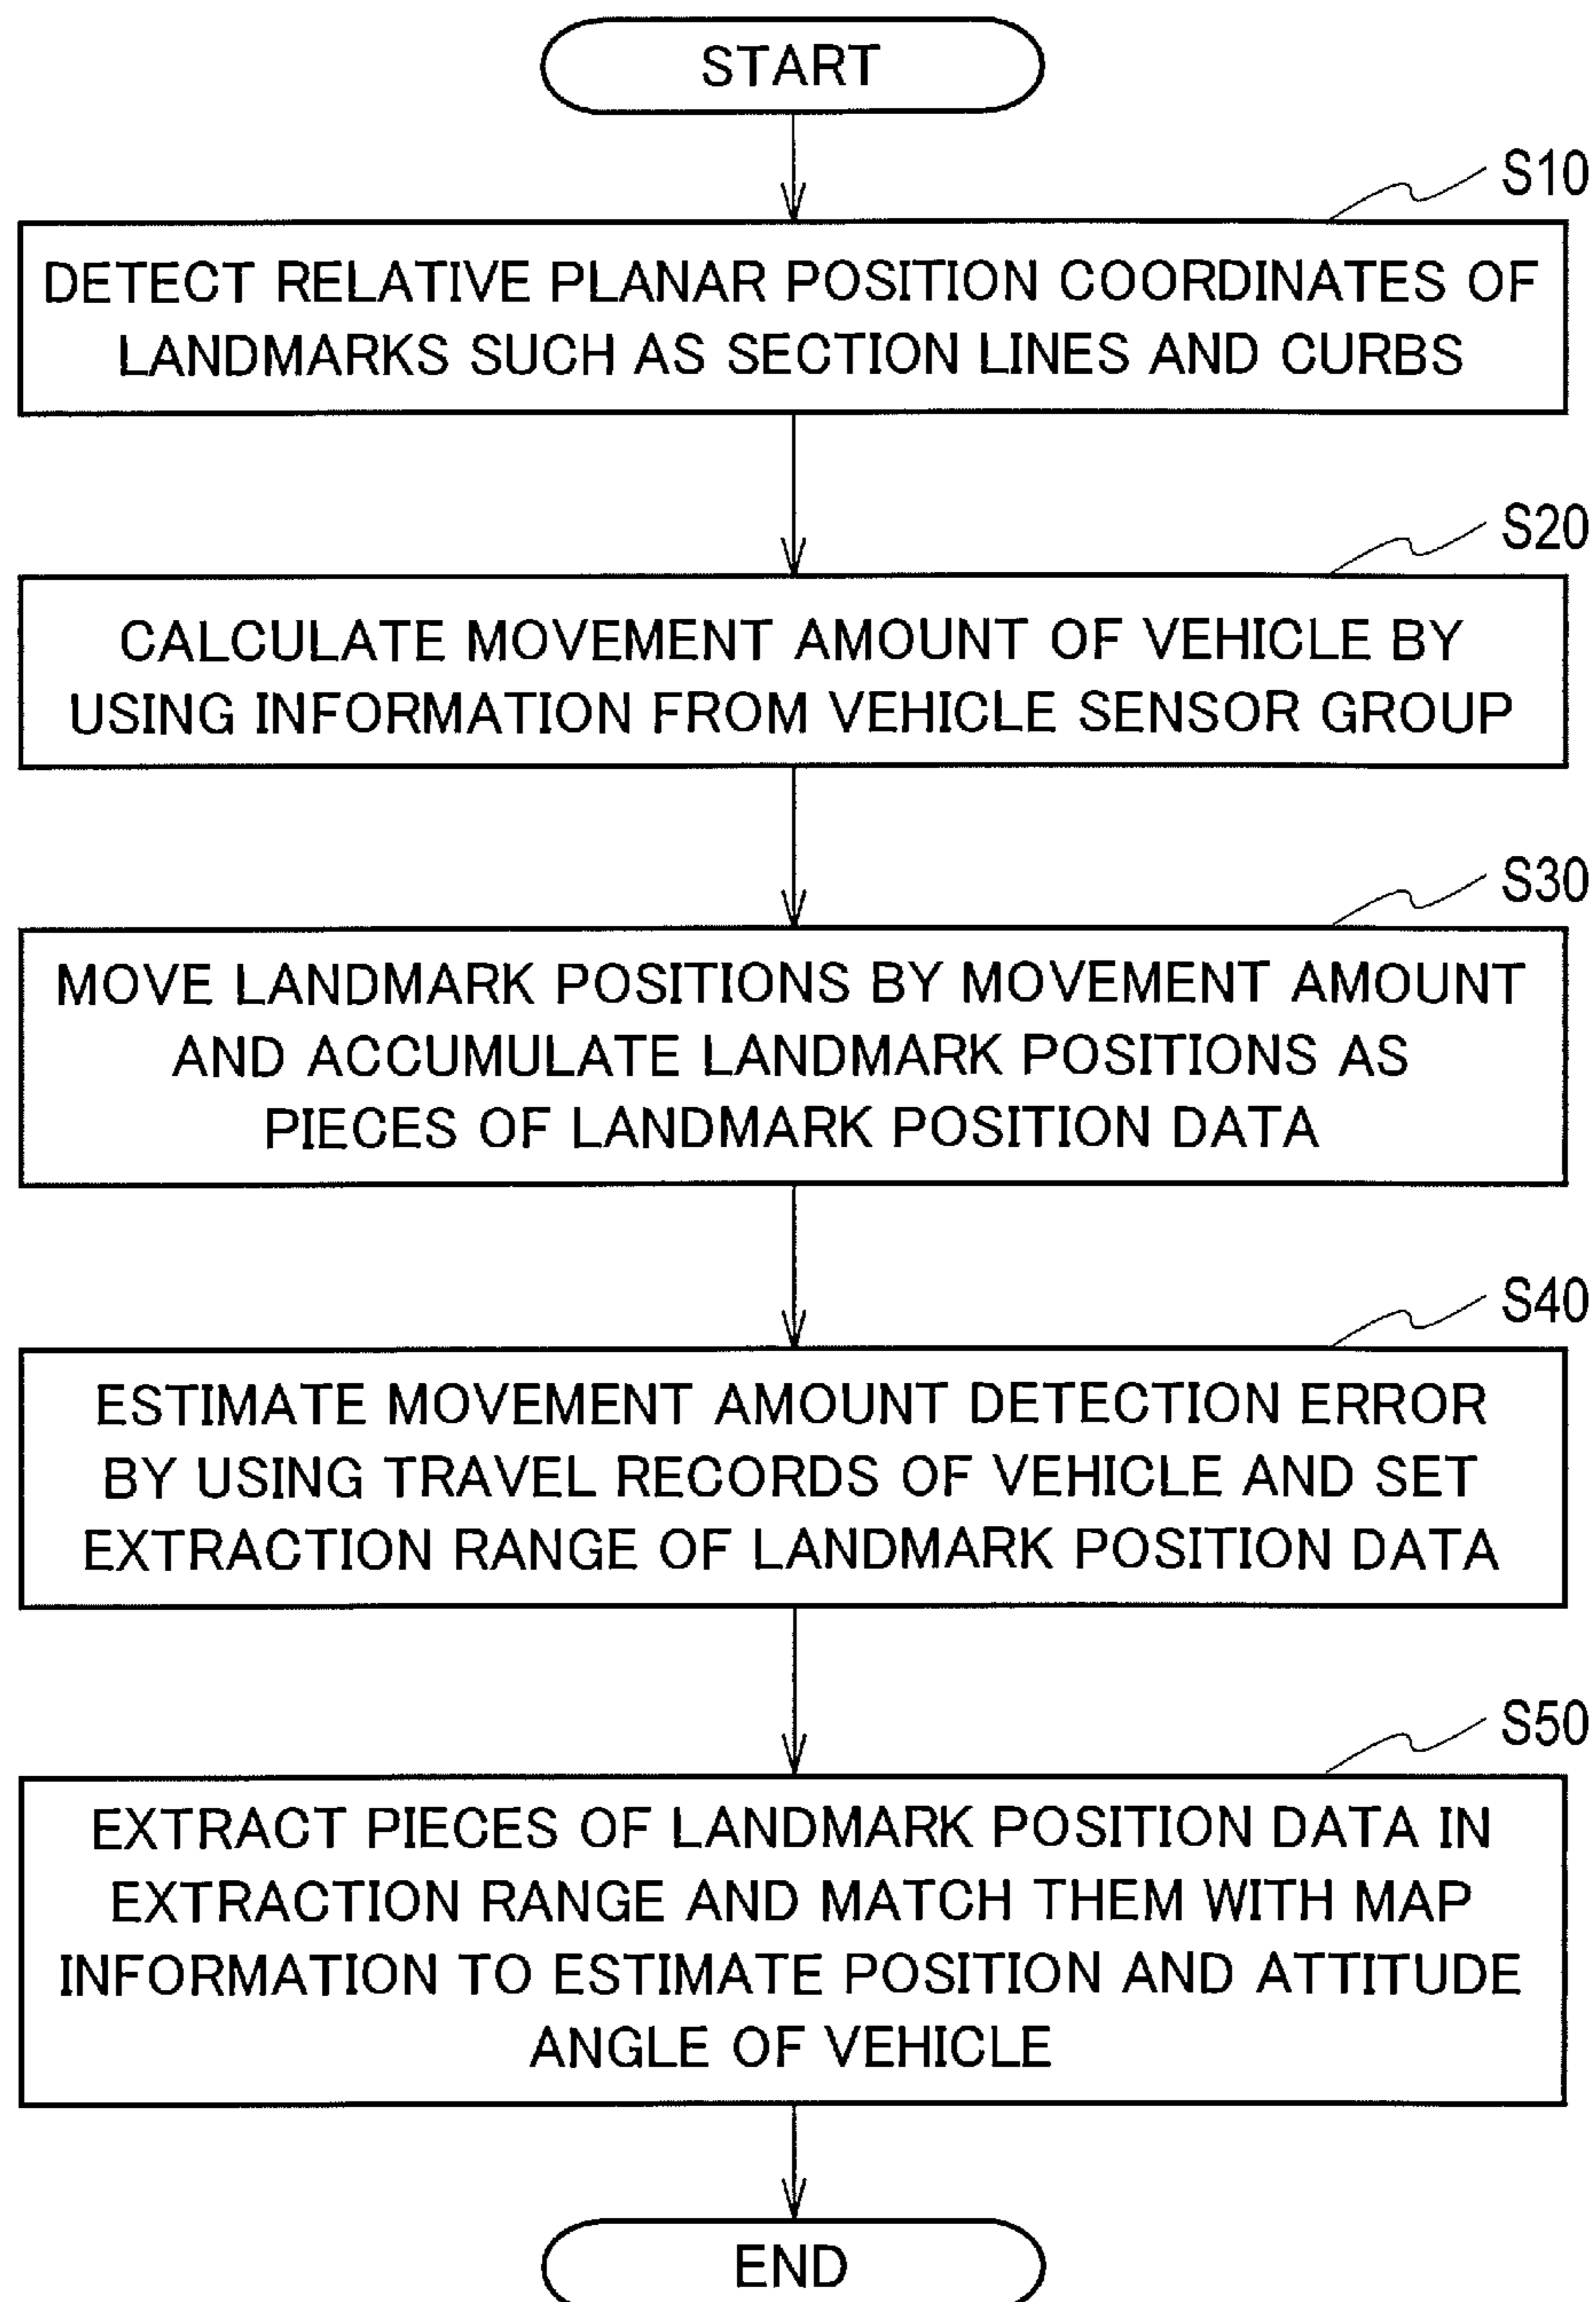 START
S10
DETECT RELATIVE PLANAR POSITION COORDINATES OF
LANDMARKS SUCH AS SECTION LINES AND CURBS
S20
CALCULATE MOVEMENT AMOUNT OF VEHICLE BY
USING INFORMATION FROM VEHICLE SENSOR GROUP
S30
MOVE LANDMARK POSITIONS BY MOVEMENT AMOUNT
AND ACCUMULATE LANDMARK POSITIONS AS
PIECES OF LANDMARK POSITION DATA
S40
ESTIMATE MOVEMENT AMOUNT DETECTION ERROR
BY USING TRAVEL RECORDS OF VEHICLE AND SET
EXTRACTION RANGE OF LANDMARK POSITION DATA
S50
EXTRACT PIECES OF LANDMARK POSITION DATA IN
EXTRACTION RANGE AND MATCH THEM WITH MAP
INFORMATION TO ESTIMATE POSITION AND ATTITUDE
ANGLE OF VEHICLE
END